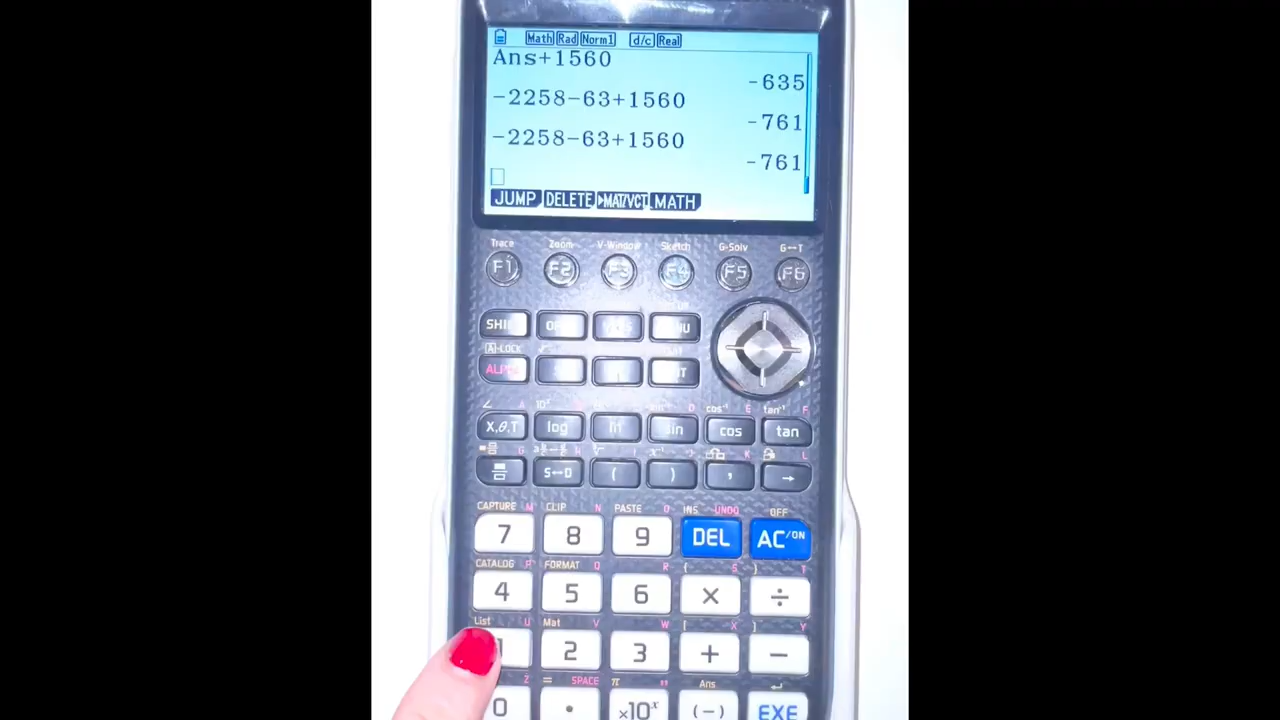 Math Rad Norm1 d/c Real
Ans+1560
-635
-2258-63+1560
-761
-2258-63+1560
-761
JUMP DELETE ▶MAT/VCT MATH
Trace Zoom V-Window Sketch G-Solv G↔T
F1 F2 F3 F4 F5 F6
A-LOCK
X,θ,T log ln sin cos tan
S↔D ( ) , →
CAPTURE M CLIP N PASTE O INS UNDO OFF
7 8 9 DEL AC/ON
CATALOG P FORMAT Q R { S } T
4 5 6 × ÷
List U Mat V W [ X ] Y
1 2 3 + −
Z = SPACE π " Ans
0 • ×10ˣ (−) EXE